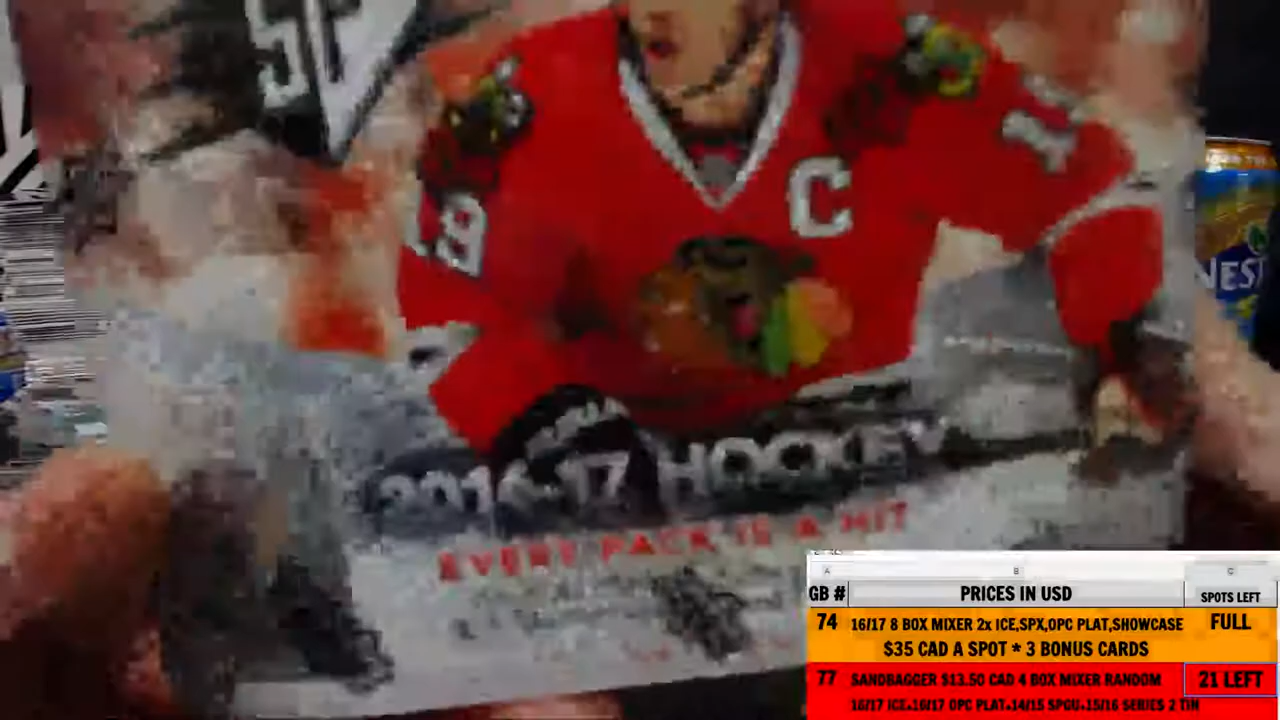 19
C
1
NEST
2016-17 HOCKEY
EVERY PACK IS A HIT
A B C
GB # PRICES IN USD SPOTS LEFT
74 16/17 8 BOX MIXER 2x ICE,SPX,OPC PLAT,SHOWCASE FULL
$35 CAD A SPOT * 3 BONUS CARDS
77 SANDBAGGER $13.50 CAD 4 BOX MIXER RANDOM 21 LEFT
16/17 ICE,16/17 OPC PLAT,14/15 SPGU,15/16 SERIES 2 TIN